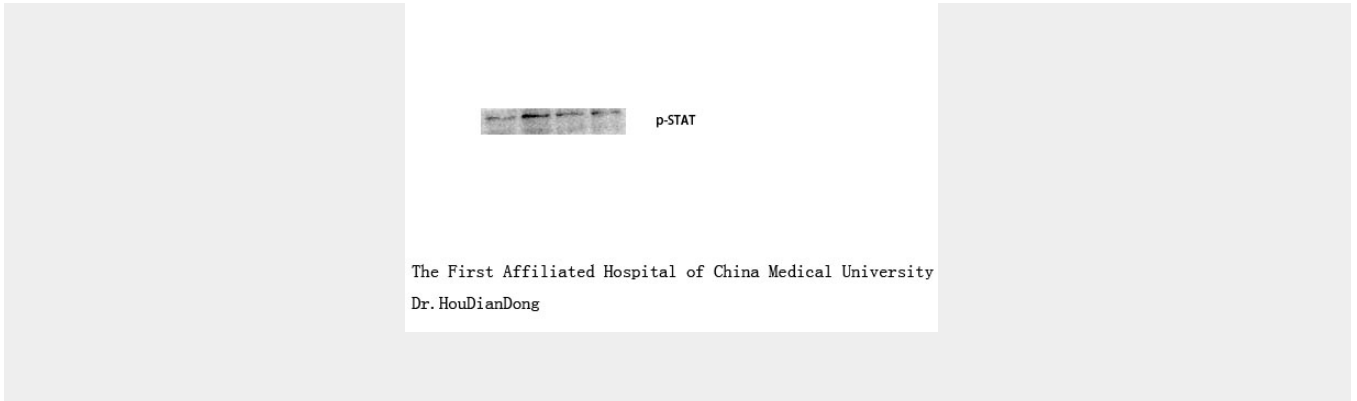 p-STAT
The First Affiliated Hospital of China Medical University
Dr.HouDianDong